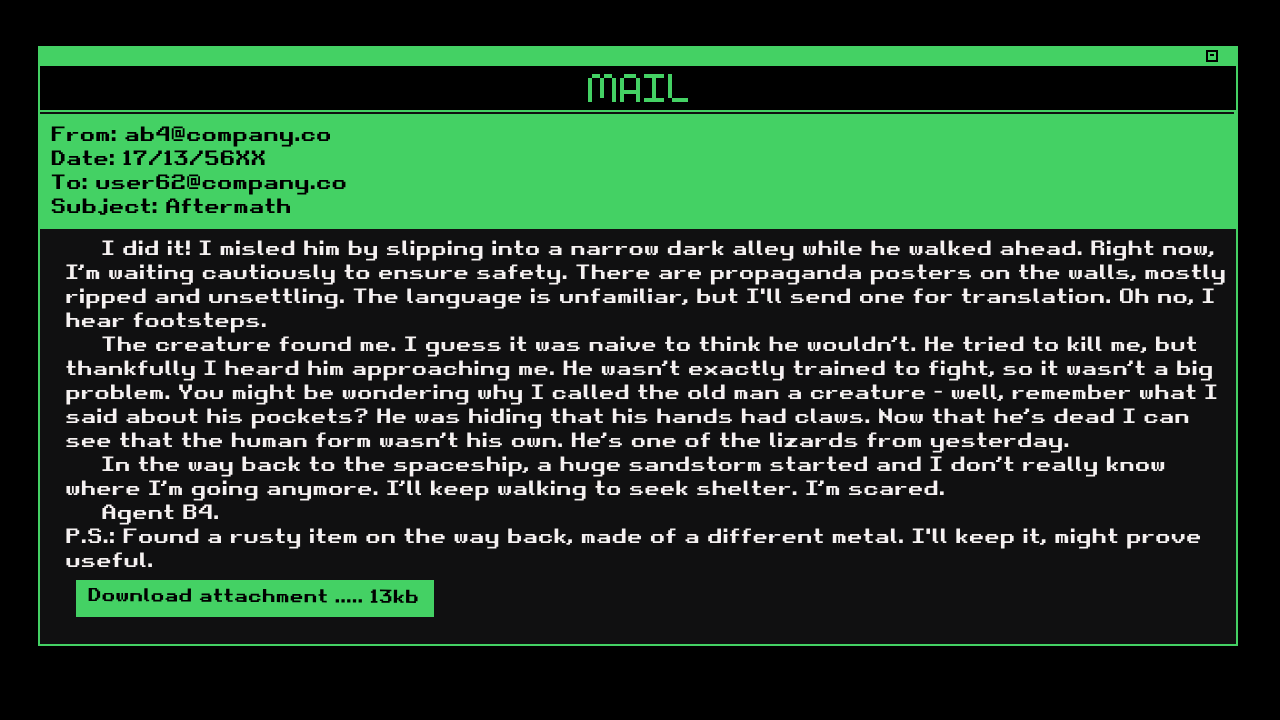 MAIL
From: ab4@company.co
Date: 17/13/56XX
To: user62@company.co
Subject: Aftermath
I did it! I misled him by slipping into a narrow dark alley while he walked ahead. Right now,
I'm waiting cautiously to ensure safety. There are propaganda posters on the walls, mostly
ripped and unsettling. The language is unfamiliar, but I'll send one for translation. Oh no, I
hear footsteps.
The creature found me. I guess it was naive to think he wouldn't. He tried to kill me, but
thankfully I heard him approaching me. He wasn't exactly trained to fight, so it wasn't a big
problem. You might be wondering why I called the old man a creature - well, remember what I
said about his pockets? He was hiding that his hands had claws. Now that he's dead I can
see that the human form wasn't his own. He's one of the lizards from yesterday.
In the way back to the spaceship, a huge sandstorm started and I don't really know
where I'm going anymore. I'll keep walking to seek shelter. I'm scared.
Agent B4.
P.S.: Found a rusty item on the way back, made of a different metal. I'll keep it, might prove
useful.
Download attachment ..... 13kb